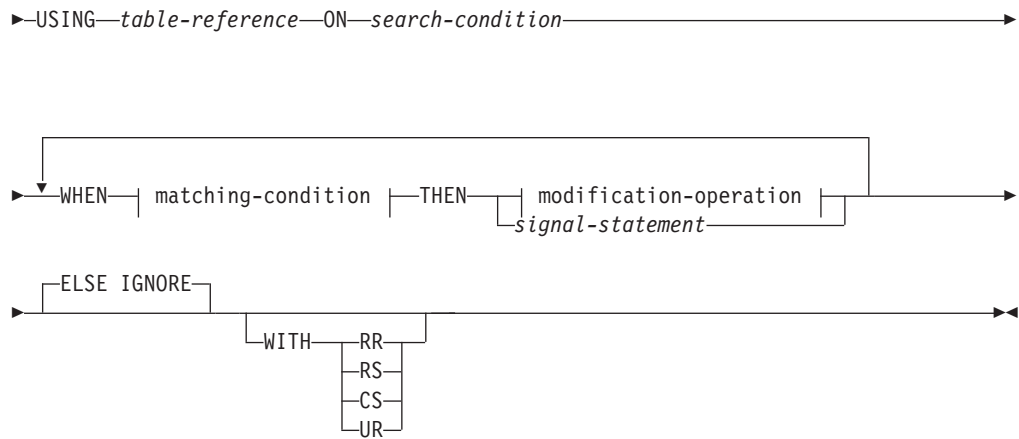 USING table-reference ON search-condition
WHEN matching-condition THEN modification-operation
signal-statement
ELSE IGNORE
WITH RR
RS
CS
UR